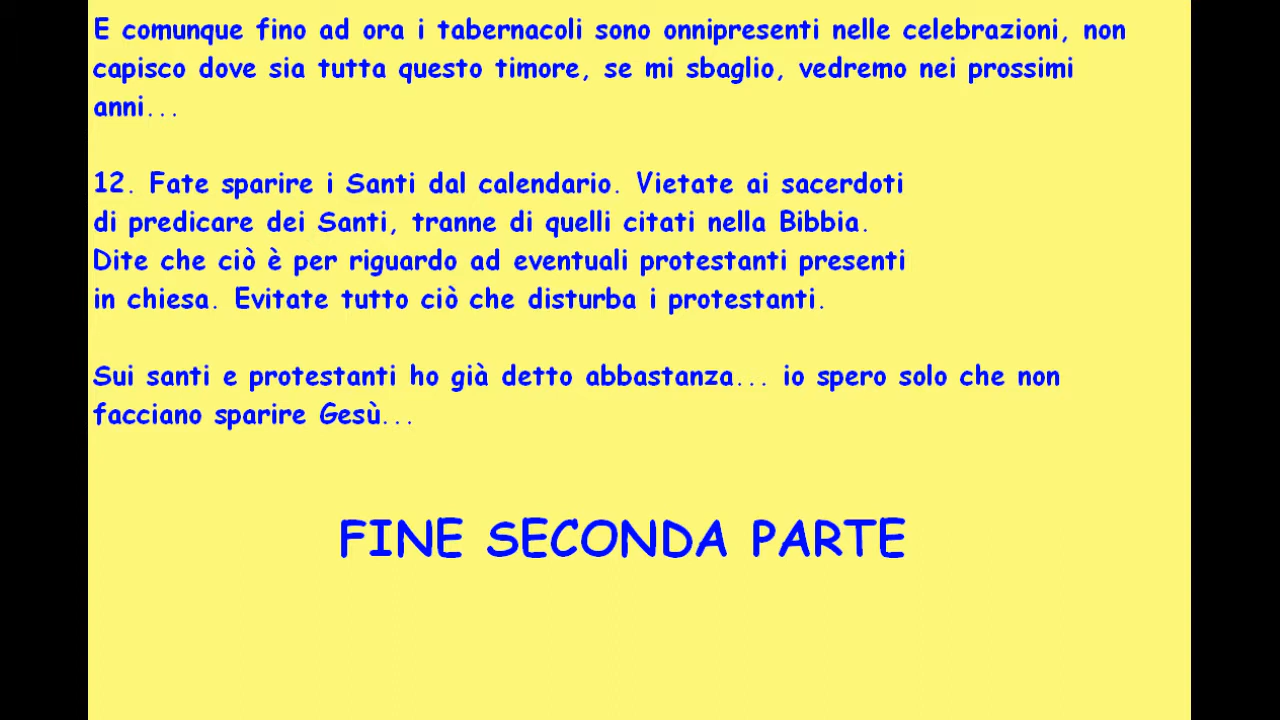 E comunque fino ad ora i tabernacoli sono onnipresenti nelle celebrazioni, non
capisco dove sia tutta questo timore, se mi sbaglio, vedremo nei prossimi
anni...
12. Fate sparire i Santi dal calendario. Vietate ai sacerdoti
di predicare dei Santi, tranne di quelli citati nella Bibbia.
Dite che ciò è per riguardo ad eventuali protestanti presenti
in chiesa. Evitate tutto ciò che disturba i protestanti.
Sui santi e protestanti ho già detto abbastanza... io spero solo che non
facciano sparire Gesù...
FINE SECONDA PARTE